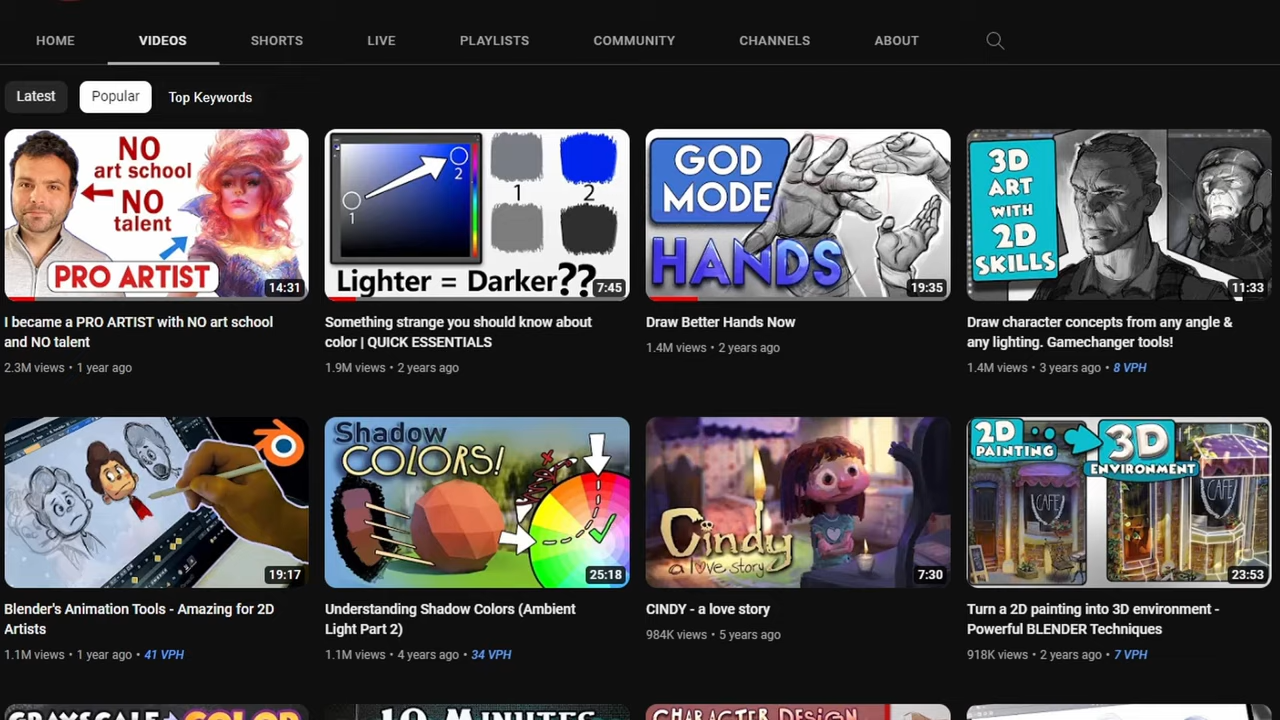 HOME VIDEOS SHORTS LIVE PLAYLISTS COMMUNITY CHANNELS ABOUT
Latest Popular Top Keywords
NO
art school
NO
talent
PRO ARTIST
14:31
I became a PRO ARTIST with NO art school
and NO talent
2.3M views • 1 year ago
1
2
1 2
Lighter = Darker??
7:45
Something strange you should know about
color | QUICK ESSENTIALS
1.9M views • 2 years ago
GOD
MODE
HANDS
19:35
Draw Better Hands Now
1.4M views • 2 years ago
3D
ART
WITH
2D
SKILLS
11:33
Draw character concepts from any angle &
any lighting. Gamechanger tools!
1.4M views • 3 years ago • 8 VPH
19:17
Blender's Animation Tools - Amazing for 2D
Artists
1.1M views • 1 year ago • 41 VPH
Shadow
COLORS!
25:18
Understanding Shadow Colors (Ambient
Light Part 2)
1.1M views • 4 years ago • 34 VPH
Cindy
a love story
7:30
CINDY - a love story
984K views • 5 years ago
2D
PAINTING
3D
ENVIRONMENT
CAFE
CAFE
23:53
Turn a 2D painting into 3D environment -
Powerful BLENDER Techniques
918K views • 2 years ago • 7 VPH
GRAYSCALE COLOR
10 MINUTES
CHARACTER DESIGN